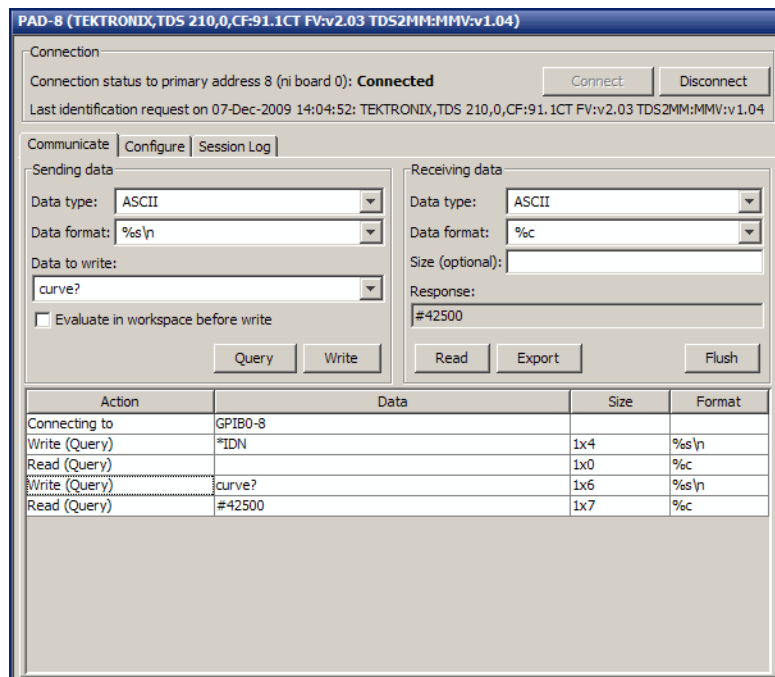 PAD-8 (TEKTRONIX,TDS 210,0,CF:91.1CT FV:v2.03 TDS2MM:MMV:v1.04)
Connection
Connection status to primary address 8 (ni board 0): Connected
Connect
Disconnect
Last identification request on 07-Dec-2009 14:04:52: TEKTRONIX,TDS 210,0,CF:91.1CT FV:v2.03 TDS2MM:MMV:v1.04
Communicate
Configure
Session Log
Sending data
Data type: ASCII
Data format: %s\n
Data to write:
curve?
Evaluate in workspace before write
Query
Write
Receiving data
Data type: ASCII
Data format: %c
Size (optional):
Response:
#42500
Read
Export
Flush
Action Data Size Format
Connecting to GPIB0-8
Write (Query) *IDN 1x4 %s\n
Read (Query) 1x0 %c
Write (Query) curve? 1x6 %s\n
Read (Query) #42500 1x7 %c